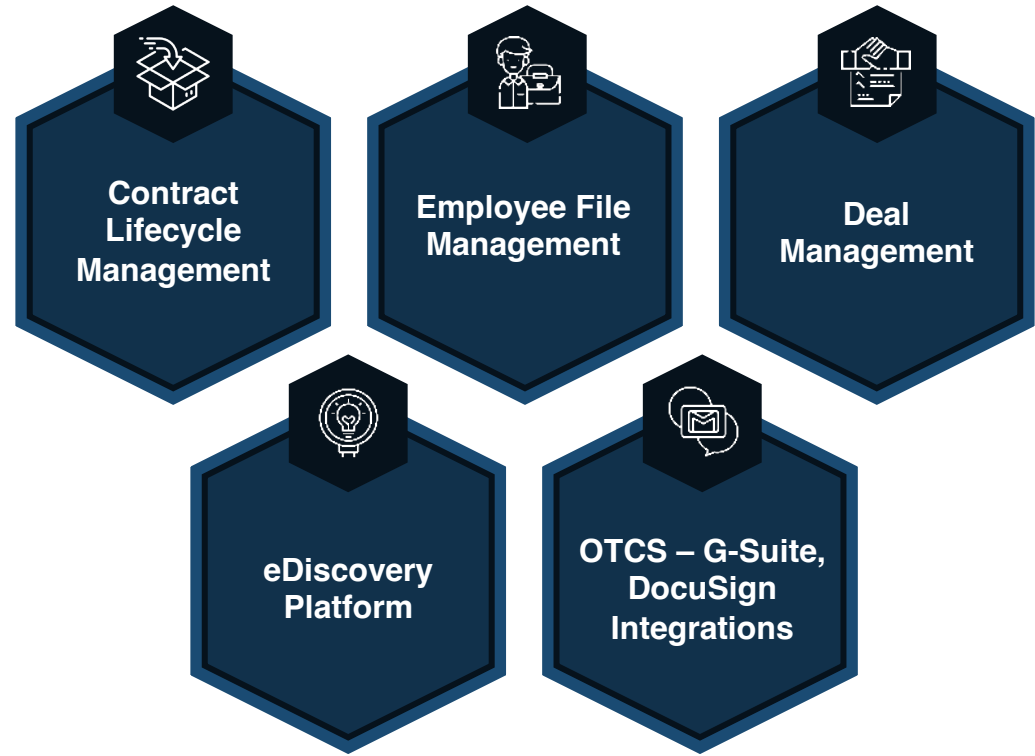 Contract
Lifecycle
Management
Employee File
Management
Deal
Management
eDiscovery
Platform
OTCS – G-Suite,
DocuSign
Integrations